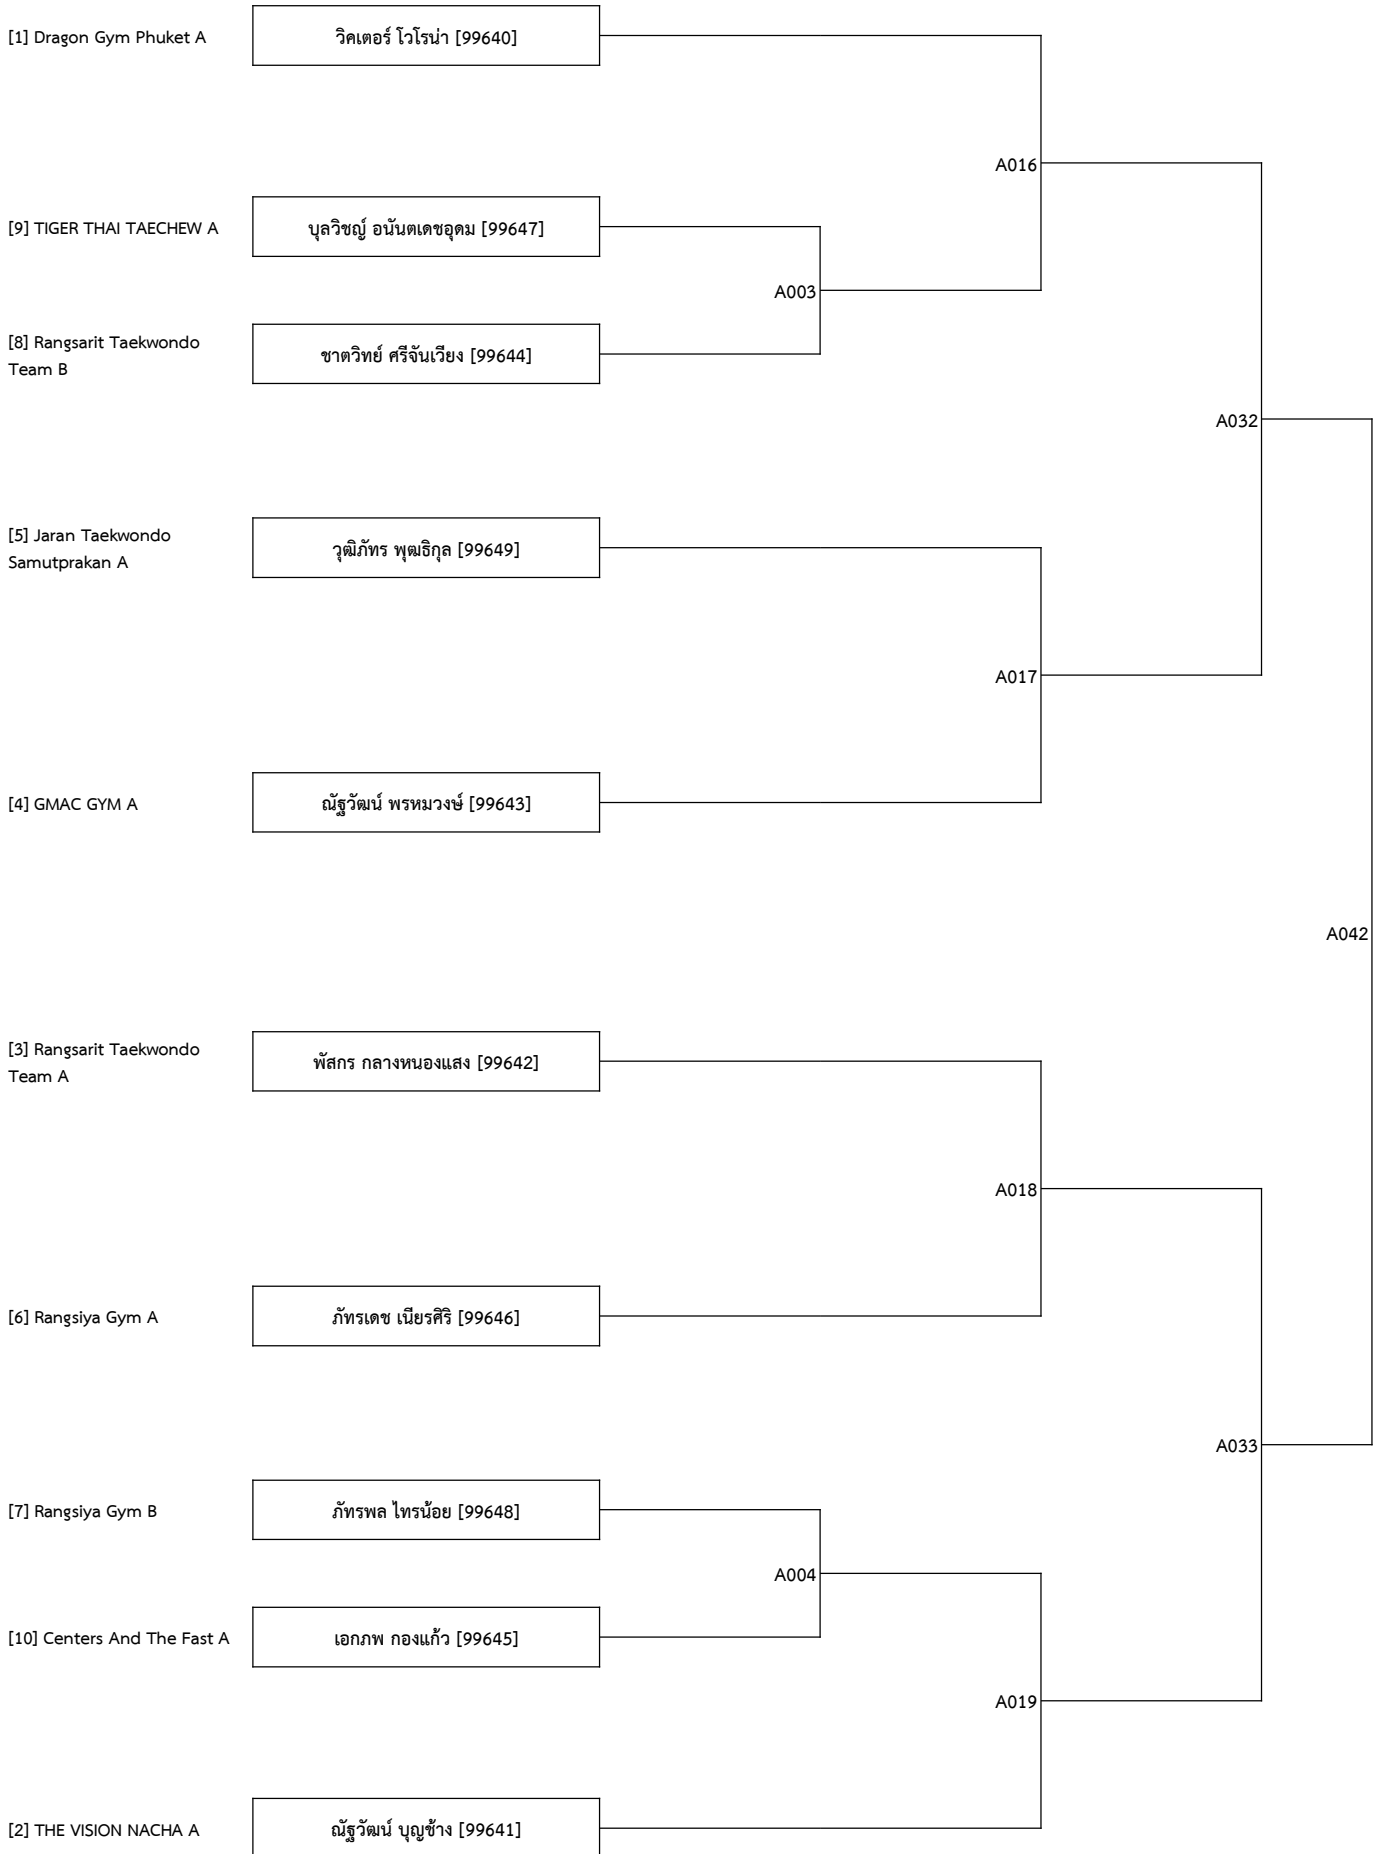 [1] Dragon Gym Phuket A
วิคเตอร์ โวโรน่า [99640]
A016
[9] TIGER THAI TAECHEW A
บุลวิชญ์ อนันตเดชอุดม [99647]
A003
[8] Rangsarit Taekwondo
Team B
ชาตวิทย์ ศรีจันเวียง [99644]
A032
[5] Jaran Taekwondo
Samutprakan A
วุฒิภัทร พุฒธิกุล [99649]
A017
[4] GMAC GYM A
ณัฐวัฒน์ พรหมวงษ์ [99643]
A042
[3] Rangsarit Taekwondo
Team A
พัสกร กลางหนองแสง [99642]
A018
[6] Rangsiya Gym A
ภัทรเดช เนียรศิริ [99646]
A033
[7] Rangsiya Gym B
ภัทรพล ไทรน้อย [99648]
A004
[10] Centers And The Fast A
เอกภพ กองแก้ว [99645]
A019
[2] THE VISION NACHA A
ณัฐวัฒน์ บุญช้าง [99641]